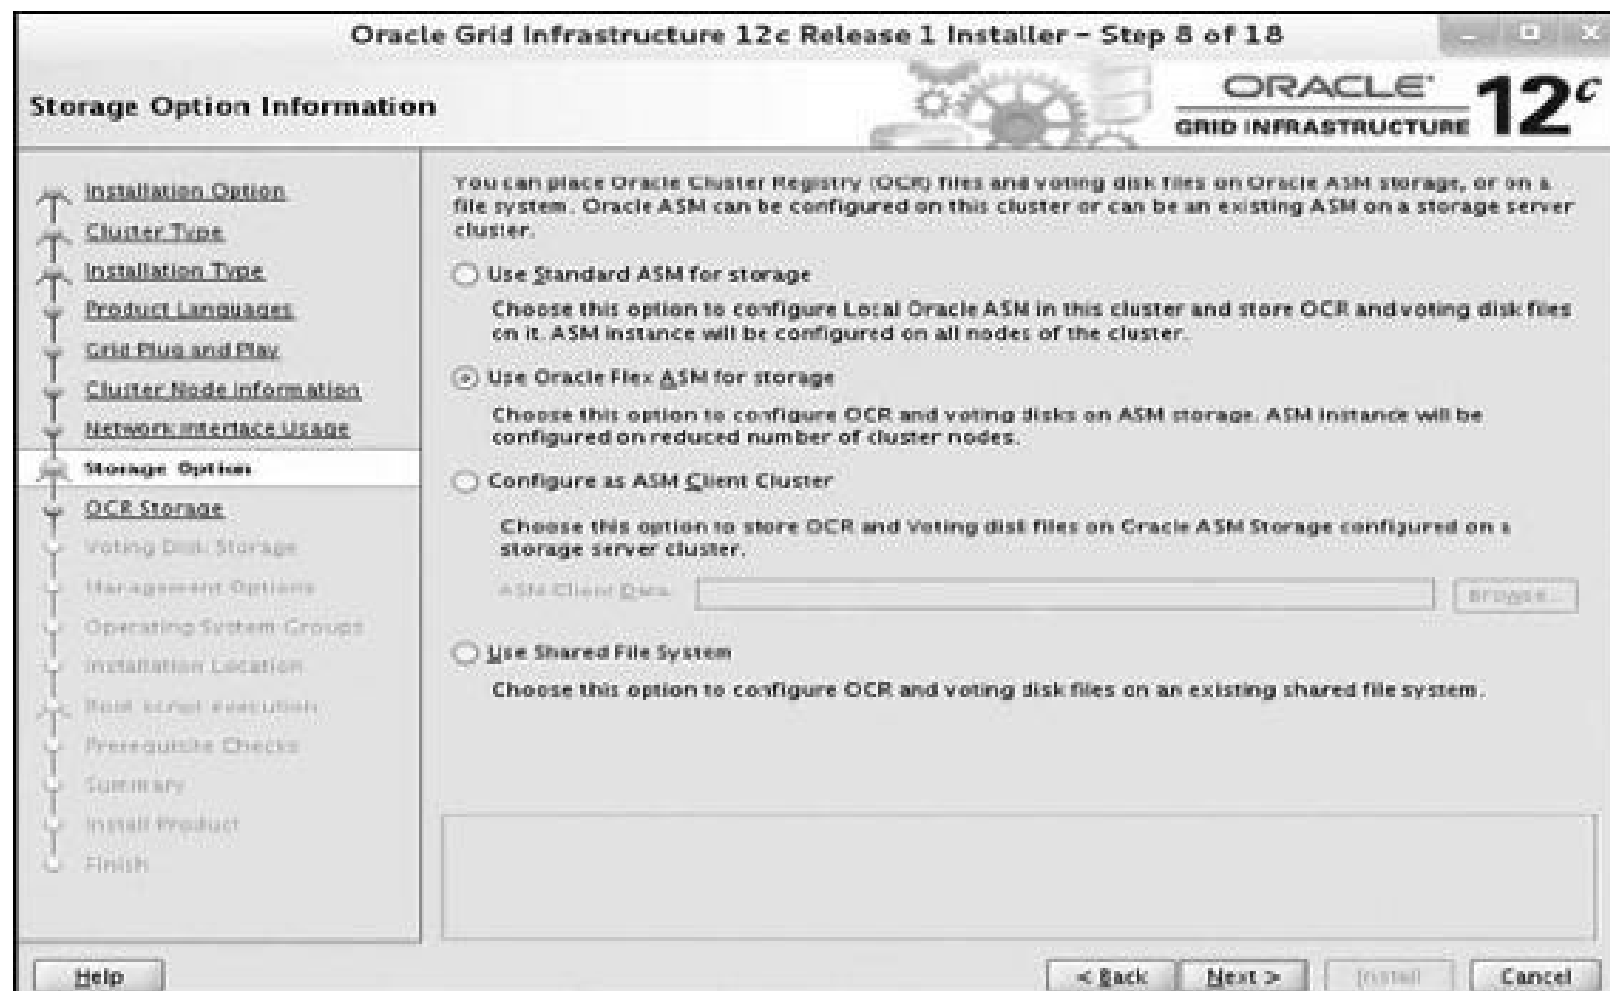 Oracle Grid Infrastructure 12c Release 1 Installer – Step 8 of 18
Storage Option Information
ORACLE
GRID INFRASTRUCTURE
12c
Installation Option
Cluster Type
Installation Type
Product Languages
Grid Plug and Play
Cluster Node Information
Network Interface Usage
Storage Option
OCR Storage
Voting Disk Storage
Management Options
Operating System Groups
Installation Location
Root script execution
Prerequisite Checks
Summary
Install Product
Finish
You can place Oracle Cluster Registry (OCR) files and voting disk files on Oracle ASM storage, or on a
file system. Oracle ASM can be configured on this cluster or can be an existing ASM on a storage server
cluster.
Use Standard ASM for storage
Choose this option to configure Local Oracle ASM in this cluster and store OCR and voting disk files
on it. ASM instance will be configured on all nodes of the cluster.
Use Oracle Flex ASM for storage
Choose this option to configure OCR and voting disks on ASM storage. ASM instance will be
configured on reduced number of cluster nodes.
Configure as ASM Client Cluster
Choose this option to store OCR and Voting disk files on Oracle ASM Storage configured on a
storage server cluster.
ASM Client Data
Browse...
Use Shared File System
Choose this option to configure OCR and voting disk files on an existing shared file system.
Help
< Back
Next >
Install
Cancel